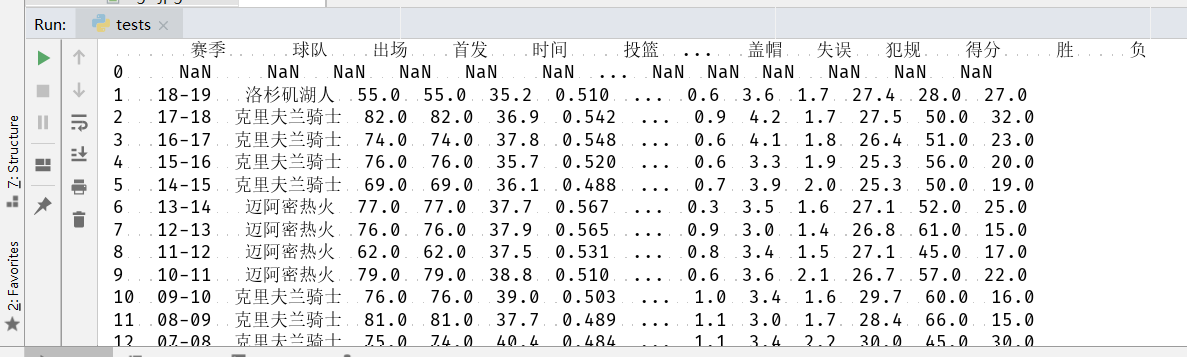 Run: tests
赛季 球队 出场 首发 时间 投篮 ... 盖帽 失误 犯规 得分 胜 负
0 NaN NaN NaN NaN NaN NaN ... NaN NaN NaN NaN NaN NaN
1 18-19 洛杉矶湖人 55.0 55.0 35.2 0.510 ... 0.6 3.6 1.7 27.4 28.0 27.0
2 17-18 克里夫兰骑士 82.0 82.0 36.9 0.542 ... 0.9 4.2 1.7 27.5 50.0 32.0
3 16-17 克里夫兰骑士 74.0 74.0 37.8 0.548 ... 0.6 4.1 1.8 26.4 51.0 23.0
4 15-16 克里夫兰骑士 76.0 76.0 35.7 0.520 ... 0.6 3.3 1.9 25.3 56.0 20.0
5 14-15 克里夫兰骑士 69.0 69.0 36.1 0.488 ... 0.7 3.9 2.0 25.3 50.0 19.0
6 13-14 迈阿密热火 77.0 77.0 37.7 0.567 ... 0.3 3.5 1.6 27.1 52.0 25.0
7 12-13 迈阿密热火 76.0 76.0 37.9 0.565 ... 0.9 3.0 1.4 26.8 61.0 15.0
8 11-12 迈阿密热火 62.0 62.0 37.5 0.531 ... 0.8 3.4 1.5 27.1 45.0 17.0
9 10-11 迈阿密热火 79.0 79.0 38.8 0.510 ... 0.6 3.6 2.1 26.7 57.0 22.0
10 09-10 克里夫兰骑士 76.0 76.0 39.0 0.503 ... 1.0 3.4 1.6 29.7 60.0 16.0
11 08-09 克里夫兰骑士 81.0 81.0 37.7 0.489 ... 1.1 3.0 1.7 28.4 66.0 15.0
12 07-08 克里夫兰骑士 75.0 74.0 40.4 0.484 ... 1.1 3.4 2.2 30.0 45.0 30.0
7: Structure
2: Favorites